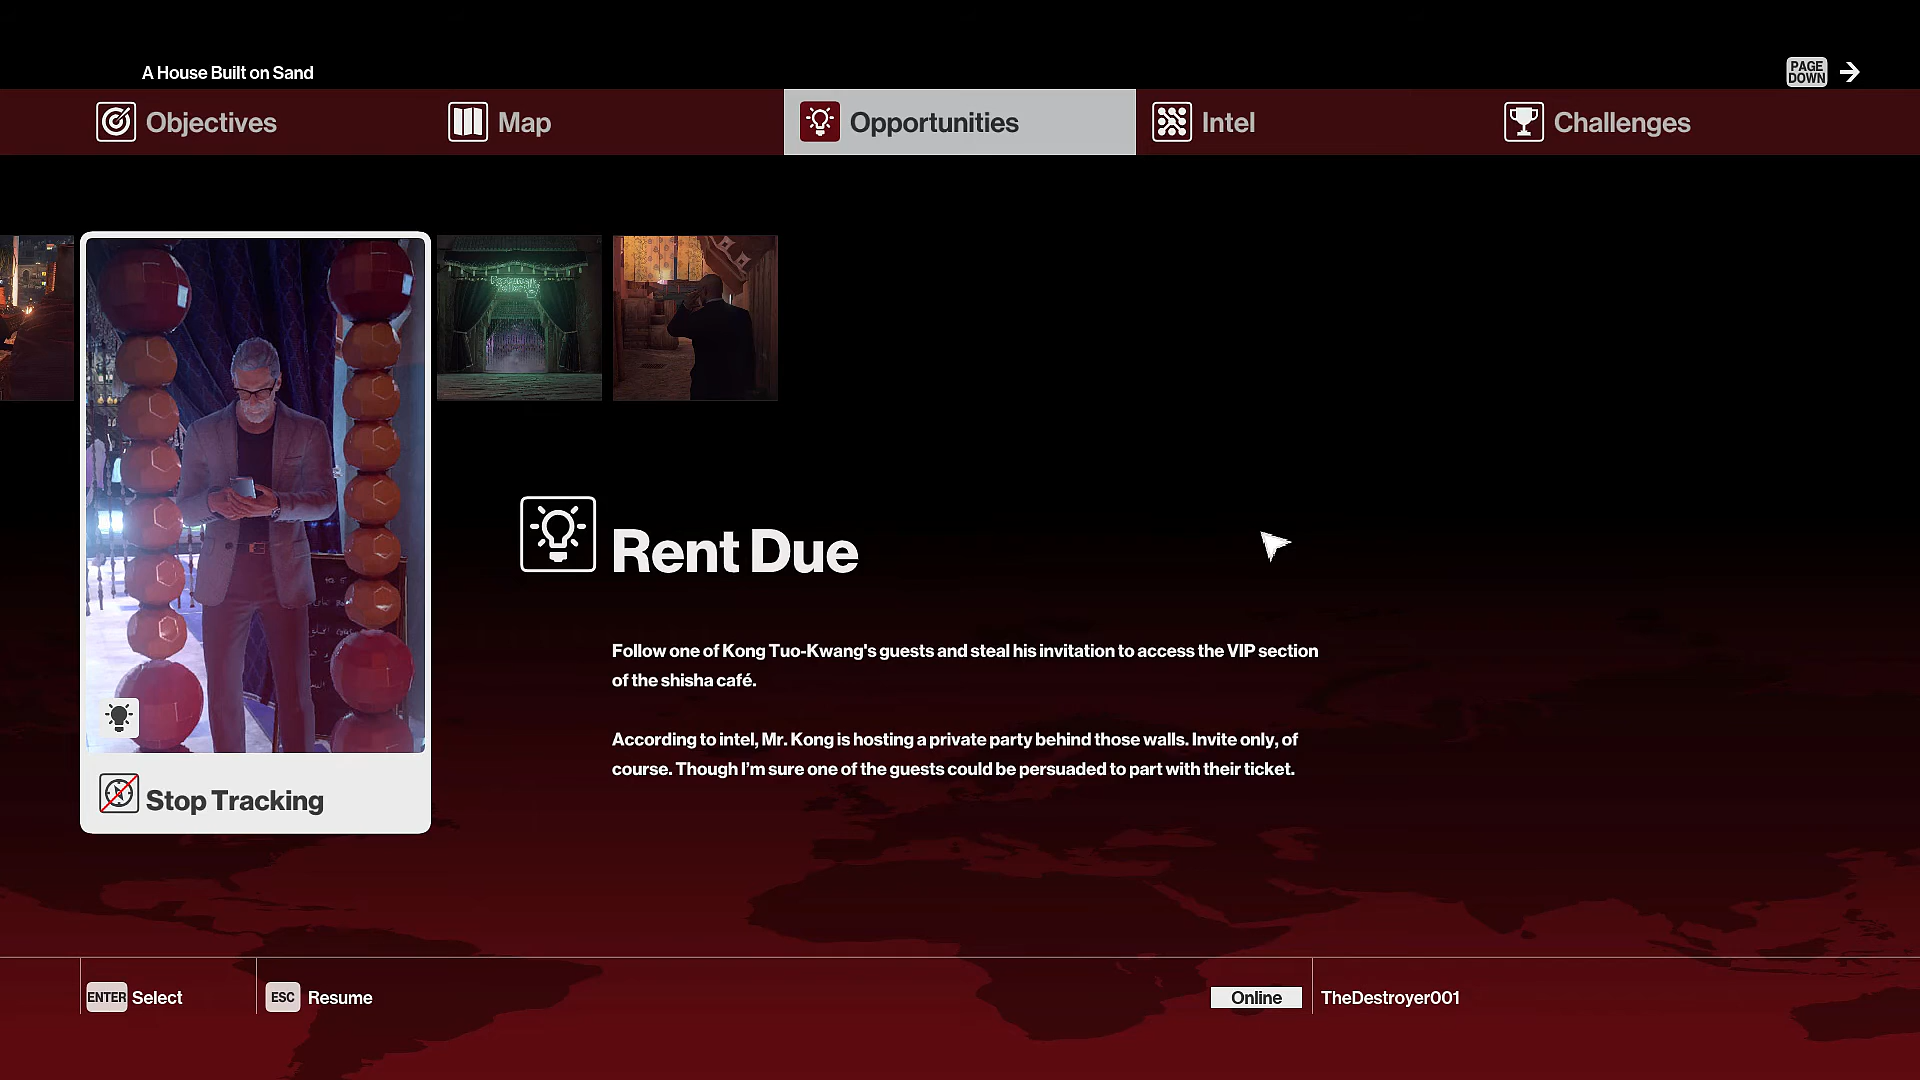 A House Built on Sand
PAGE DOWN
Objectives
Map
Opportunities
Intel
Challenges
Rent Due
Follow one of Kong Tuo-Kwang's guests and steal his invitation to access the VIP section
of the shisha café.
According to intel, Mr. Kong is hosting a private party behind those walls. Invite only, of
course. Though I'm sure one of the guests could be persuaded to part with their ticket.
Stop Tracking
ENTER Select
ESC Resume
Online
TheDestroyer001